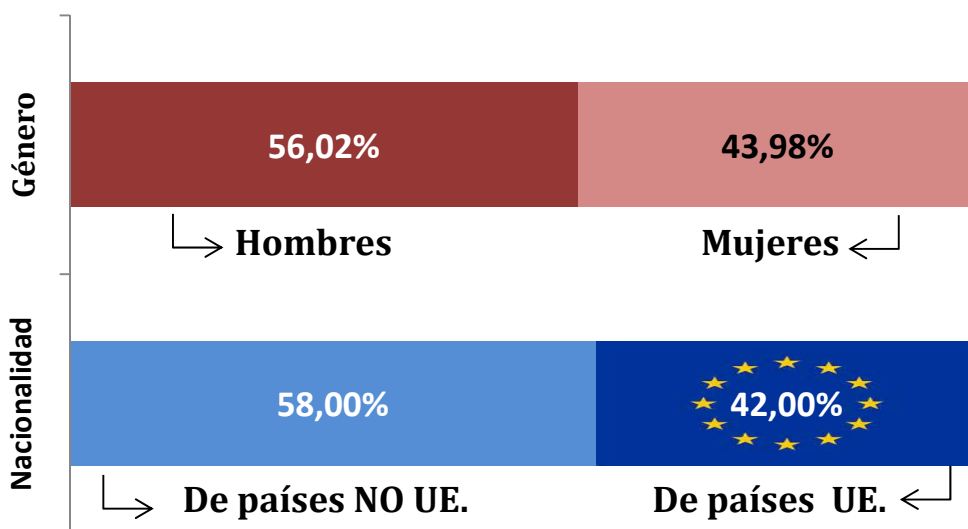 Género
56,02%
43,98%
Hombres
Mujeres
Nacionalidad
58,00%
42,00%
De países NO UE.
De países UE.